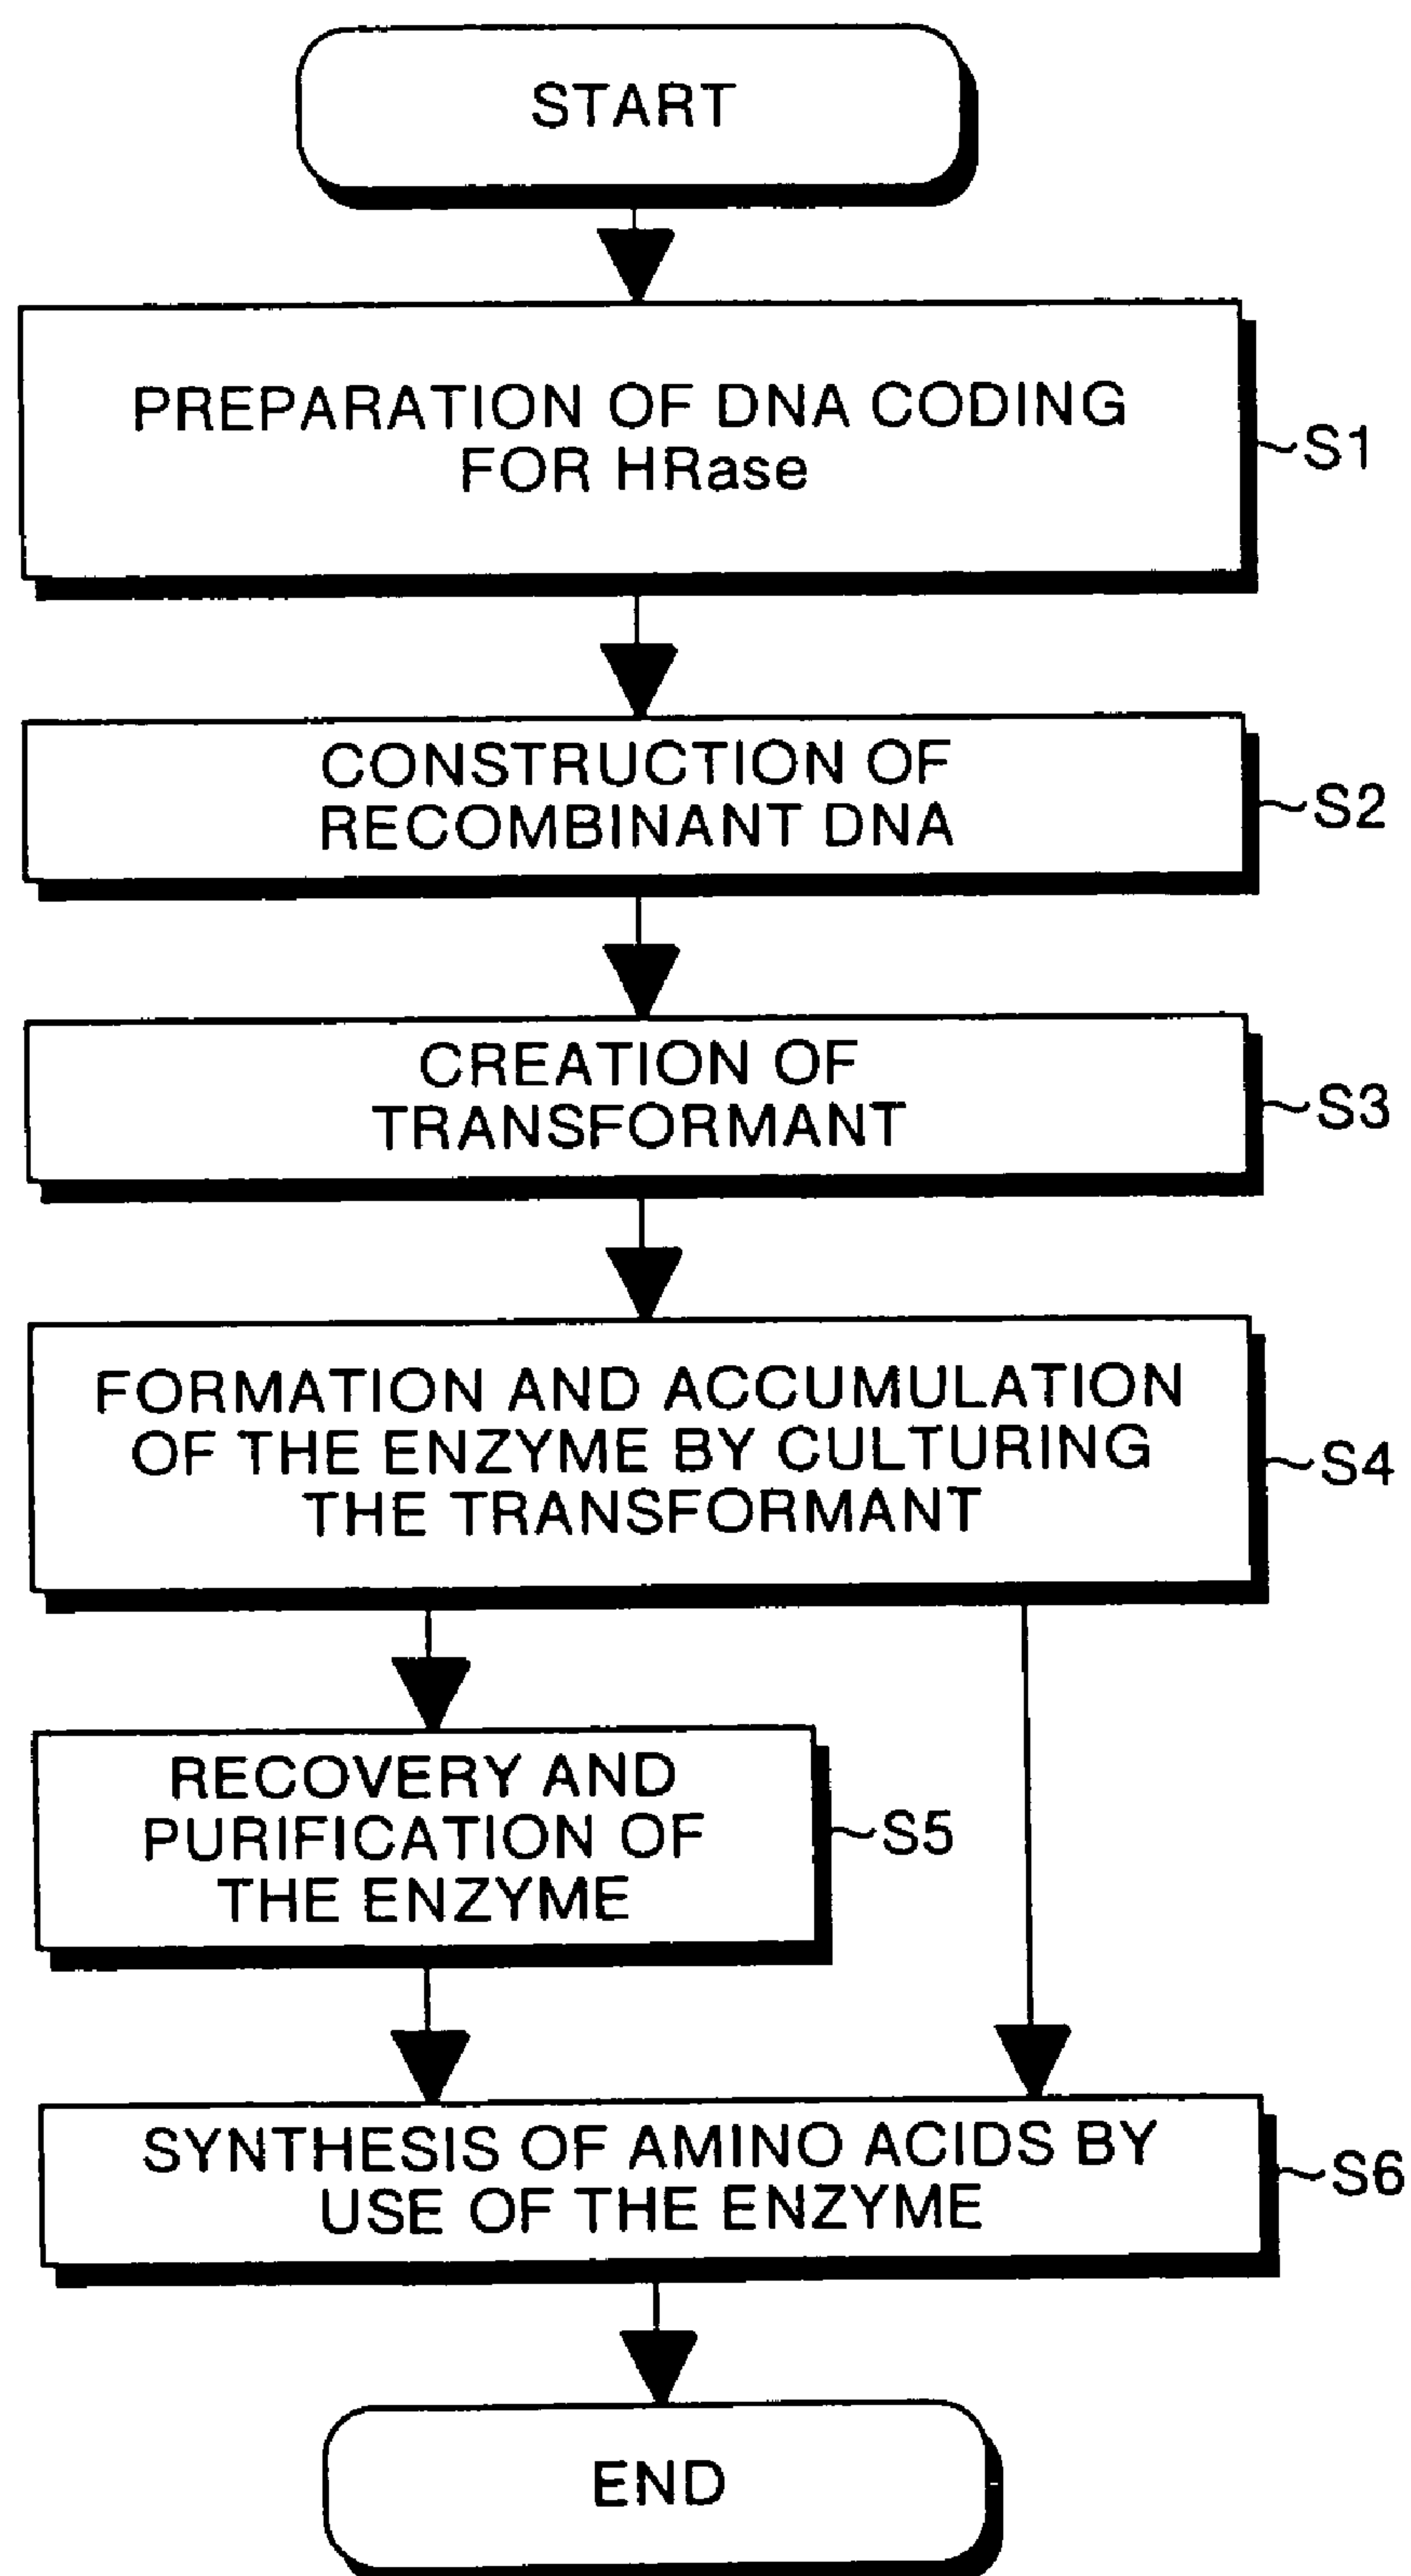 START
PREPARATION OF DNA CODING
FOR HRase
S1
CONSTRUCTION OF
RECOMBINANT DNA
S2
CREATION OF
TRANSFORMANT
S3
FORMATION AND ACCUMULATION
OF THE ENZYME BY CULTURING
THE TRANSFORMANT
S4
RECOVERY AND
PURIFICATION OF
THE ENZYME
S5
SYNTHESIS OF AMINO ACIDS BY
USE OF THE ENZYME
S6
END